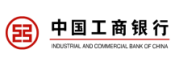 中国工商银行
INDUSTRIAL AND COMMERCIAL BANK OF CHINA